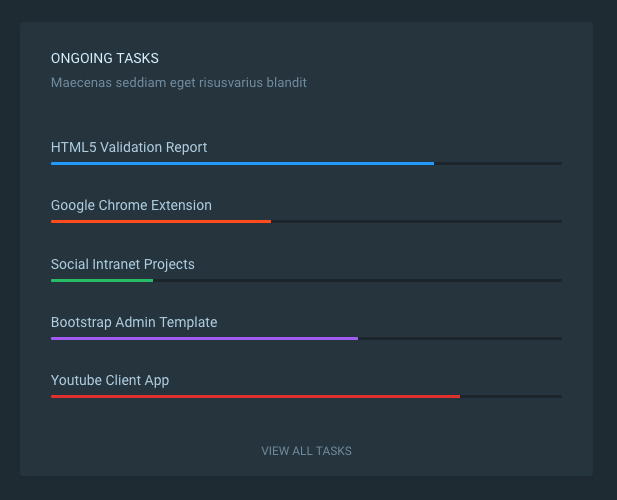 ONGOING TASKS
Maecenas seddiam eget risusvarius blandit
HTML5 Validation Report
Google Chrome Extension
Social Intranet Projects
Bootstrap Admin Template
Youtube Client App
VIEW ALL TASKS